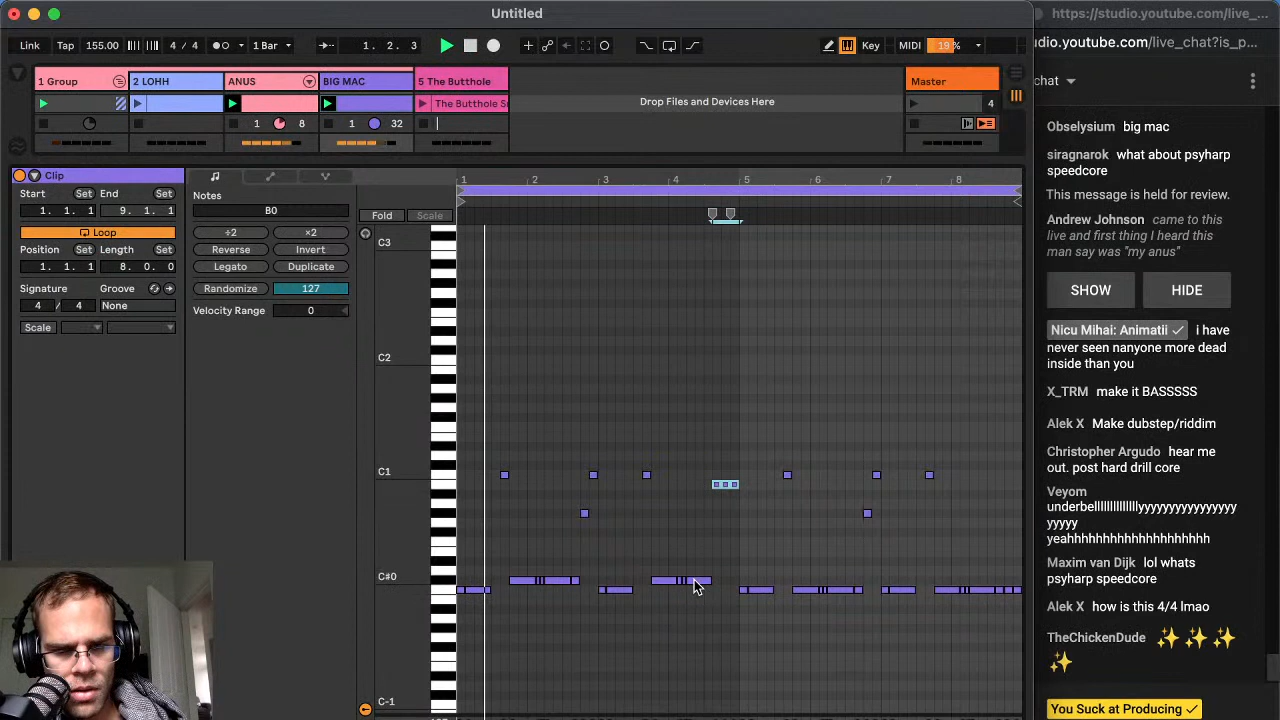 Untitled
https://studio.youtube.com/live_...
Link Tap 155.00 4 / 4 1 Bar 1. 2. 3 Key MIDI 19 %
dio.youtube.com/live_chat?is_p...
1 Group 2 LOHH ANUS BIG MAC 5 The Butthole Master
The Butthole S
Drop Files and Devices Here
4
1 8 1 32
chat
Obselysium big mac
siragnarok what about psyharp
speedcore
This message is held for review.
Andrew Johnson came to this
live and first thing I heard this
man say was "my anus"
SHOW HIDE
Nicu Mihai: Animatii ✓ i have
never seen nanyone more dead
inside than you
X_TRM make it BASSSSS
Alek X Make dubstep/riddim
Christopher Argudo hear me
out. post hard drill core
Veyom
underbelllllllllllllllyyyyyyyyyyyyyyyy
yyyyy
yeahhhhhhhhhhhhhhhhhhh
Maxim van Dijk lol whats
psyharp speedcore
Alek X how is this 4/4 lmao
TheChickenDude ✨ ✨ ✨
✨
You Suck at Producing ✓
Clip
Start Set End Set
1. 1. 1 9. 1. 1
Loop
Position Set Length Set
1. 1. 1 8. 0. 0
Signature Groove
4 / 4 None
Scale
Notes
B0
÷2 ×2
Reverse Invert
Legato Duplicate
Randomize 127
Velocity Range 0
Fold Scale
1 2 3 4 5 6 7 8
C3
C2
C1
C#0
C-1